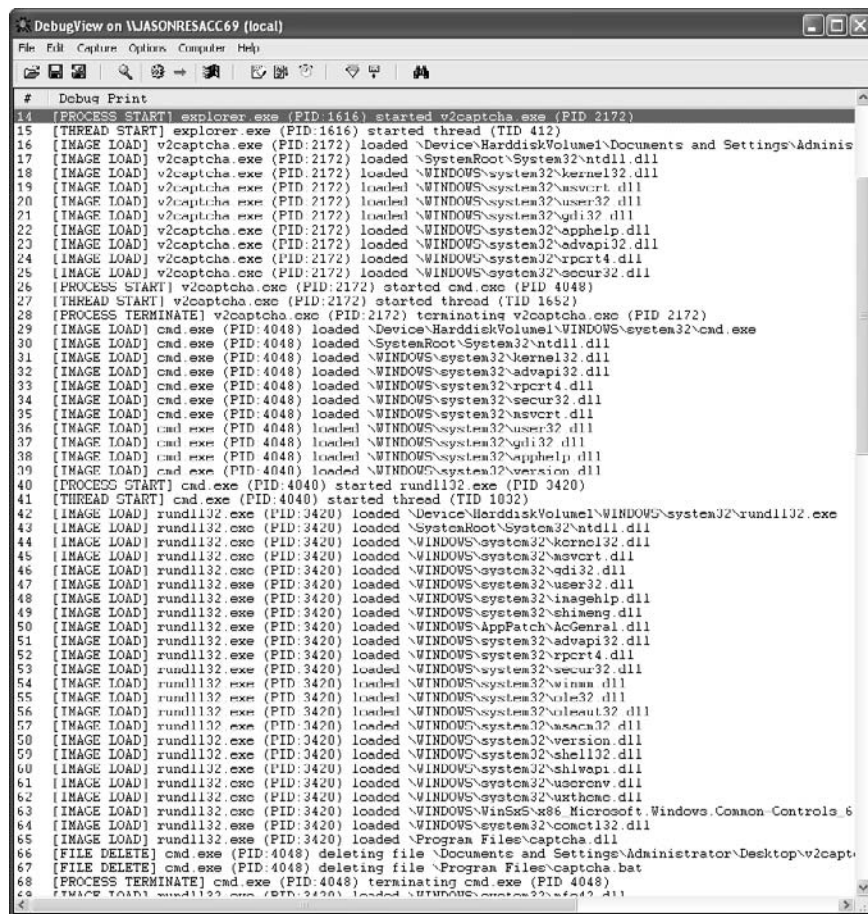 DebugView on \\JASONRESACC69 (local)
File Edit Capture Options Computer Help
# Debug Print
14 [PROCESS START] explorer.exe (PID:1616) started v2captcha.exe (PID 2172)
15 [THREAD START] explorer.exe (PID:1616) started thread (TID 412)
16 [IMAGE LOAD] v2captcha.exe (PID:2172) loaded \Device\HarddiskVolume1\Documents and Settings\Adminis
17 [IMAGE LOAD] v2captcha.exe (PID:2172) loaded \SystemRoot\System32\ntdll.dll
18 [IMAGE LOAD] v2captcha.exe (PID:2172) loaded \WINDOWS\system32\kernel32.dll
19 [IMAGE LOAD] v2captcha.exe (PID:2172) loaded \WINDOWS\system32\msvcrt.dll
20 [IMAGE LOAD] v2captcha.exe (PID:2172) loaded \WINDOWS\system32\user32.dll
21 [IMAGE LOAD] v2captcha.exe (PID:2172) loaded \WINDOWS\system32\gdi32.dll
22 [IMAGE LOAD] v2captcha.exe (PID:2172) loaded \WINDOWS\system32\apphelp.dll
23 [IMAGE LOAD] v2captcha.exe (PID:2172) loaded \WINDOWS\system32\advapi32.dll
24 [IMAGE LOAD] v2captcha.exe (PID:2172) loaded \WINDOWS\system32\rpcrt4.dll
25 [IMAGE LOAD] v2captcha.exe (PID:2172) loaded \WINDOWS\system32\secur32.dll
26 [PROCESS START] v2captcha.exe (PID:2172) started cmd.exe (PID 4048)
27 [THREAD START] v2captcha.exe (PID:2172) started thread (TID 1652)
28 [PROCESS TERMINATE] v2captcha.exe (PID:2172) terminating v2captcha.exe (PID 2172)
29 [IMAGE LOAD] cmd.exe (PID:4048) loaded \Device\HarddiskVolume1\WINDOWS\system32\cmd.exe
30 [IMAGE LOAD] cmd.exe (PID:4048) loaded \SystemRoot\System32\ntdll.dll
31 [IMAGE LOAD] cmd.exe (PID:4048) loaded \WINDOWS\system32\kernel32.dll
32 [IMAGE LOAD] cmd.exe (PID:4048) loaded \WINDOWS\system32\advapi32.dll
33 [IMAGE LOAD] cmd.exe (PID:4048) loaded \WINDOWS\system32\rpcrt4.dll
34 [IMAGE LOAD] cmd.exe (PID:4048) loaded \WINDOWS\system32\secur32.dll
35 [IMAGE LOAD] cmd.exe (PID:4048) loaded \WINDOWS\system32\msvcrt.dll
36 [IMAGE LOAD] cmd.exe (PID:4048) loaded \WINDOWS\system32\user32.dll
37 [IMAGE LOAD] cmd.exe (PID:4048) loaded \WINDOWS\system32\gdi32.dll
38 [IMAGE LOAD] cmd.exe (PID:4048) loaded \WINDOWS\system32\apphelp.dll
39 [IMAGE LOAD] cmd.exe (PID:4048) loaded \WINDOWS\system32\version.dll
40 [PROCESS START] cmd.exe (PID:4048) started rundll32.exe (PID 3420)
41 [THREAD START] cmd.exe (PID:4048) started thread (TID 1832)
42 [IMAGE LOAD] rundll32.exe (PID:3420) loaded \Device\HarddiskVolume1\WINDOWS\system32\rundll32.exe
43 [IMAGE LOAD] rundll32.exe (PID:3420) loaded \SystemRoot\System32\ntdll.dll
44 [IMAGE LOAD] rundll32.exe (PID:3420) loaded \WINDOWS\system32\kernel32.dll
45 [IMAGE LOAD] rundll32.exe (PID:3420) loaded \WINDOWS\system32\msvcrt.dll
46 [IMAGE LOAD] rundll32.exe (PID:3420) loaded \WINDOWS\system32\gdi32.dll
47 [IMAGE LOAD] rundll32.exe (PID:3420) loaded \WINDOWS\system32\user32.dll
48 [IMAGE LOAD] rundll32.exe (PID:3420) loaded \WINDOWS\system32\imagehlp.dll
49 [IMAGE LOAD] rundll32.exe (PID:3420) loaded \WINDOWS\system32\shimeng.dll
50 [IMAGE LOAD] rundll32.exe (PID:3420) loaded \WINDOWS\AppPatch\AcGenral.dll
51 [IMAGE LOAD] rundll32.exe (PID:3420) loaded \WINDOWS\system32\advapi32.dll
52 [IMAGE LOAD] rundll32.exe (PID:3420) loaded \WINDOWS\system32\rpcrt4.dll
53 [IMAGE LOAD] rundll32.exe (PID:3420) loaded \WINDOWS\system32\secur32.dll
54 [IMAGE LOAD] rundll32.exe (PID:3420) loaded \WINDOWS\system32\winmm.dll
55 [IMAGE LOAD] rundll32.exe (PID:3420) loaded \WINDOWS\system32\ole32.dll
56 [IMAGE LOAD] rundll32.exe (PID:3420) loaded \WINDOWS\system32\oleaut32.dll
57 [IMAGE LOAD] rundll32.exe (PID:3420) loaded \WINDOWS\system32\msacm32.dll
58 [IMAGE LOAD] rundll32.exe (PID:3420) loaded \WINDOWS\system32\version.dll
59 [IMAGE LOAD] rundll32.exe (PID:3420) loaded \WINDOWS\system32\shell32.dll
60 [IMAGE LOAD] rundll32.exe (PID:3420) loaded \WINDOWS\system32\shlwapi.dll
61 [IMAGE LOAD] rundll32.exe (PID:3420) loaded \WINDOWS\system32\userenv.dll
62 [IMAGE LOAD] rundll32.exe (PID:3420) loaded \WINDOWS\system32\uxtheme.dll
63 [IMAGE LOAD] rundll32.exe (PID:3420) loaded \WINDOWS\WinSxS\x86_Microsoft.Windows.Common-Controls_6
64 [IMAGE LOAD] rundll32.exe (PID:3420) loaded \WINDOWS\system32\comctl32.dll
65 [IMAGE LOAD] rundll32.exe (PID:3420) loaded \Program Files\captcha.dll
66 [FILE DELETE] cmd.exe (PID:4048) deleting file \Documents and Settings\Administrator\Desktop\v2capt
67 [FILE DELETE] cmd.exe (PID:4048) deleting file \Program Files\captcha.bat
68 [PROCESS TERMINATE] cmd.exe (PID:4048) terminating cmd.exe (PID 4048)
69 [IMAGE LOAD] rundll32.exe (PID:3420) loaded \WINDOWS\system32\mfc42.dll